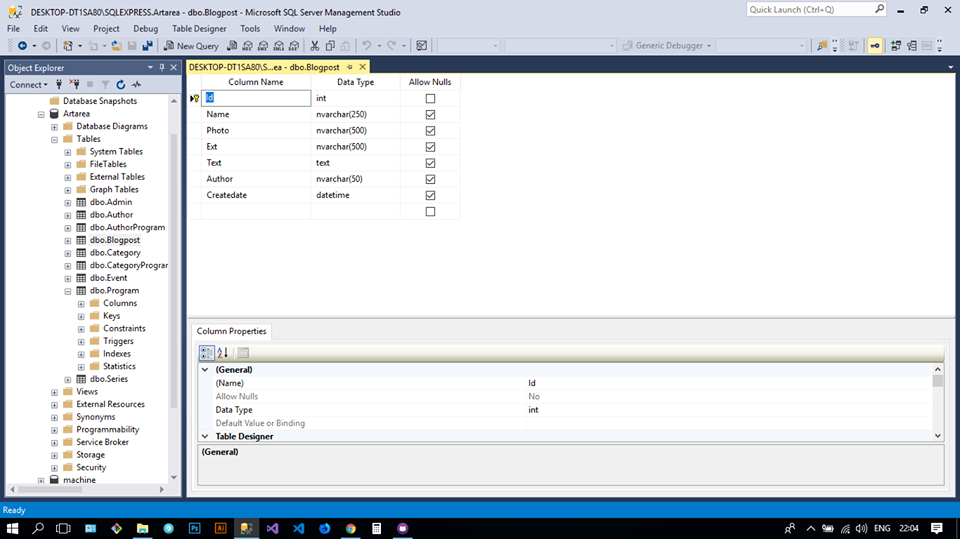 DESKTOP-DT1SA80\SQLEXPRESS.Artarea - dbo.Blogpost - Microsoft SQL Server Management Studio
Quick Launch (Ctrl+Q)
File Edit View Project Debug Table Designer Tools Window Help
New Query
Generic Debugger
Object Explorer
Connect
Database Snapshots
Artarea
Database Diagrams
Tables
System Tables
FileTables
External Tables
Graph Tables
dbo.Admin
dbo.Author
dbo.AuthorProgram
dbo.Blogpost
dbo.Category
dbo.CategoryPrograr
dbo.Event
dbo.Program
Columns
Keys
Constraints
Triggers
Indexes
Statistics
dbo.Series
Views
External Resources
Synonyms
Programmability
Service Broker
Storage
Security
machine
DESKTOP-DT1SA80\S...ea - dbo.Blogpost
Column Name Data Type Allow Nulls
Id int
Name nvarchar(250)
Photo nvarchar(500)
Ext nvarchar(500)
Text text
Author nvarchar(50)
Createdate datetime
Column Properties
(General)
(Name) Id
Allow Nulls No
Data Type int
Default Value or Binding
Table Designer
(General)
Ready
Ps Ai
ENG 22:04